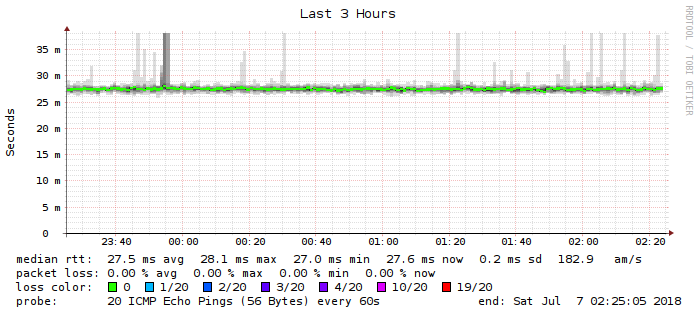 Last 3 Hours
RRDTOOL / TOBI OETIKER
Seconds
35 m
30 m
25 m
20 m
15 m
10 m
5 m
0
23:40 00:00 00:20 00:40 01:00 01:20 01:40 02:00 02:20
median rtt: 27.5 ms avg 28.1 ms max 27.0 ms min 27.6 ms now 0.2 ms sd 182.9 am/s
packet loss: 0.00 % avg 0.00 % max 0.00 % min 0.00 % now
loss color: 0 1/20 2/20 3/20 4/20 10/20 19/20
probe: 20 ICMP Echo Pings (56 Bytes) every 60s end: Sat Jul 7 02:25:05 2018